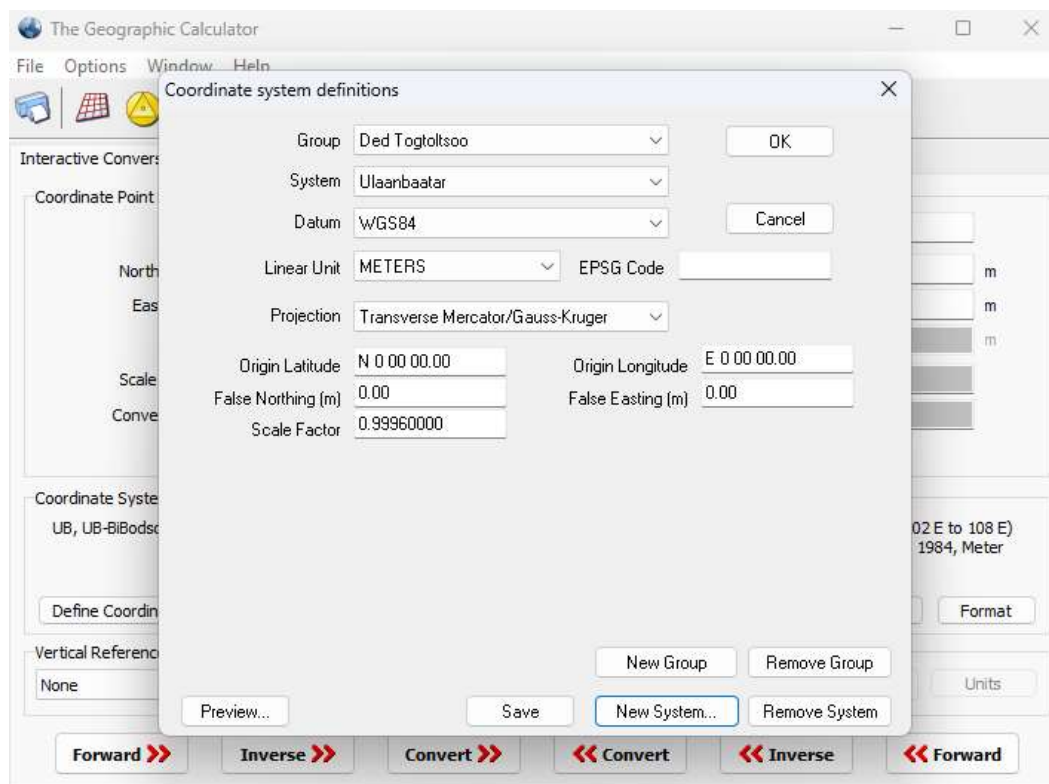 The Geographic Calculator
File Options Window Help
Coordinate system definitions
Group Ded Togtoltsoo OK
System Ulaanbaatar
Datum WGS84 Cancel
Linear Unit METERS EPSG Code
Projection Transverse Mercator/Gauss-Kruger
Origin Latitude N 0 00 00.00 Origin Longitude E 0 00 00.00
False Northing (m) 0.00 False Easting (m) 0.00
Scale Factor 0.99960000
New Group Remove Group
Preview... Save New System... Remove System
Interactive Convers
Coordinate Point
North m
Eas m
m
Scale
Conve
Coordinate Syste
UB, UB-BiBodso 02 E to 108 E)
1984, Meter
Define Coordin Format
Vertical Referenc
None Units
Forward Inverse Convert Convert Inverse Forward